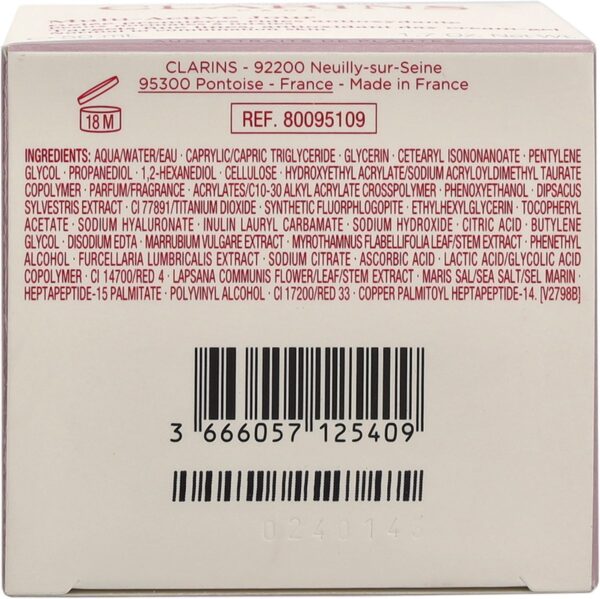 CLARINS
Multi-Active Jour
CLARINS - 92200 Neuilly-sur-Seine
95300 Pontoise - France - Made in France
18 M
REF. 80095109
INGREDIENTS: AQUA/WATER/EAU · CAPRYLIC/CAPRIC TRIGLYCERIDE · GLYCERIN · CETEARYL ISONONANOATE · PENTYLENE
GLYCOL · PROPANEDIOL · 1,2-HEXANEDIOL · CELLULOSE · HYDROXYETHYL ACRYLATE/SODIUM ACRYLOYLDIMETHYL TAURATE
COPOLYMER · PARFUM/FRAGRANCE · ACRYLATES/C10-30 ALKYL ACRYLATE CROSSPOLYMER · PHENOXYETHANOL · DIPSACUS
SYLVESTRIS EXTRACT · CI 77891/TITANIUM DIOXIDE · SYNTHETIC FLUORPHLOGOPITE · ETHYLHEXYLGLYCERIN · TOCOPHERYL
ACETATE · SODIUM HYALURONATE · INULIN LAURYL CARBAMATE · SODIUM HYDROXIDE · CITRIC ACID · BUTYLENE
GLYCOL · DISODIUM EDTA · MARRUBIUM VULGARE EXTRACT · MYROTHAMNUS FLABELLIFOLIA LEAF/STEM EXTRACT · PHENETHYL
ALCOHOL · FURCELLARIA LUMBRICALIS EXTRACT · SODIUM CITRATE · ASCORBIC ACID · LACTIC ACID/GLYCOLIC ACID
COPOLYMER · CI 14700/RED 4 · LAPSANA COMMUNIS FLOWER/LEAF/STEM EXTRACT · MARIS SAL/SEA SALT/SEL MARIN ·
HEPTAPEPTIDE-15 PALMITATE · POLYVINYL ALCOHOL · CI 17200/RED 33 · COPPER PALMITOYL HEPTAPEPTIDE-14. [V2798B]
3 666057 125409